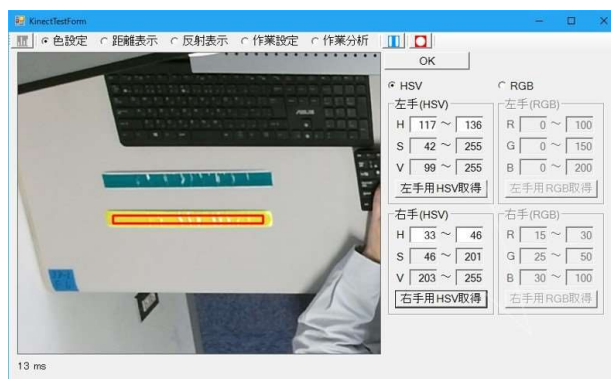 KinectTestForm
色設定 距離表示 反射表示 作業設定 作業分析
OK
HSV RGB
左手(HSV) 左手(RGB)
H 117 ～ 136 R 0 ～ 100
S 42 ～ 255 G 0 ～ 150
V 99 ～ 255 B 0 ～ 200
左手用HSV取得 左手用RGB取得
右手(HSV) 右手(RGB)
H 33 ～ 46 R 15 ～ 30
S 46 ～ 201 G 25 ～ 50
V 203 ～ 255 B 30 ～ 100
右手用HSV取得 右手用RGB取得
ASUS
13 ms